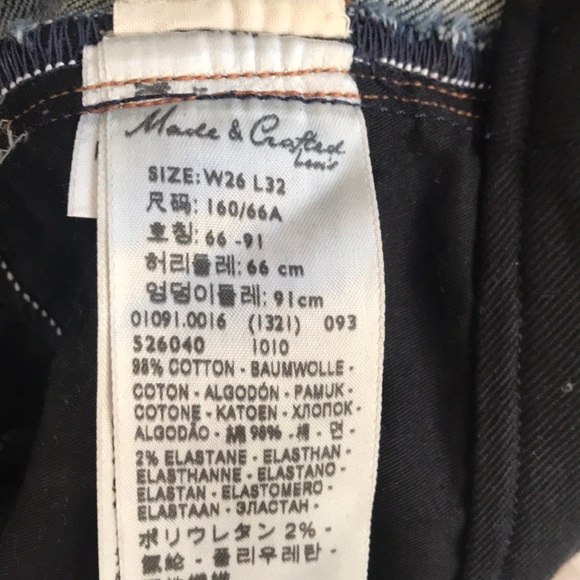 Made & Crafted
Levi's
SIZE: W26 L32
尺码: 160/66A
호칭: 66 -91
허리둘레: 66 cm
엉덩이둘레: 91cm
01091.0016 (1321) 093
526040 1010
98% COTTON - BAUMWOLLE -
COTON - ALGODÓN - PAMUK -
COTONE - KATOEN - ХЛОПОК -
ALGODÃO - 綿 98% - 棉 - 면 -
2% ELASTANE - ELASTHAN -
ELASTHANNE - ELASTANO -
ELASTAN - ELASTOMERO -
ELASTAAN - ЭЛАСТАН -
ポリウレタン 2% -
氨纶 - 폴리우레탄 -